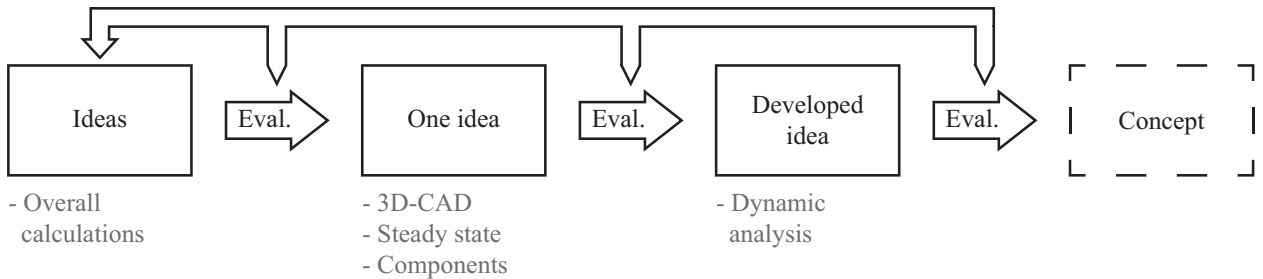 Ideas
Eval.
One idea
Eval.
Developed
idea
Eval.
Concept
- Overall
calculations
- 3D-CAD
- Steady state
- Components
- Dynamic
analysis